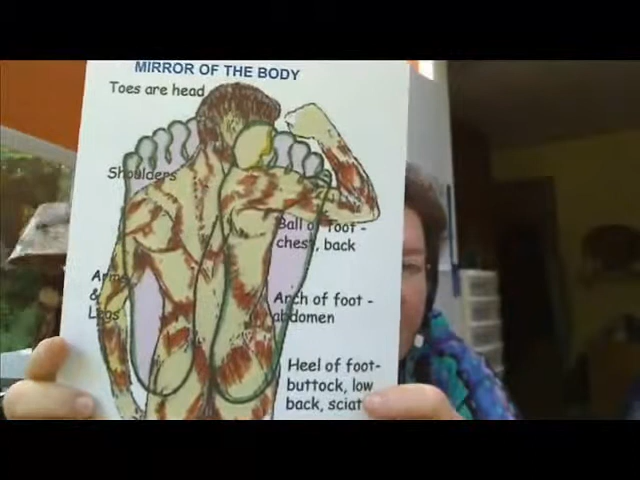 MIRROR OF THE BODY
Toes are head
Shoulders
Ball of foot -
chest, back
Arms
&
Legs
Arch of foot -
abdomen
Heel of foot-
buttock, low
back, sciat